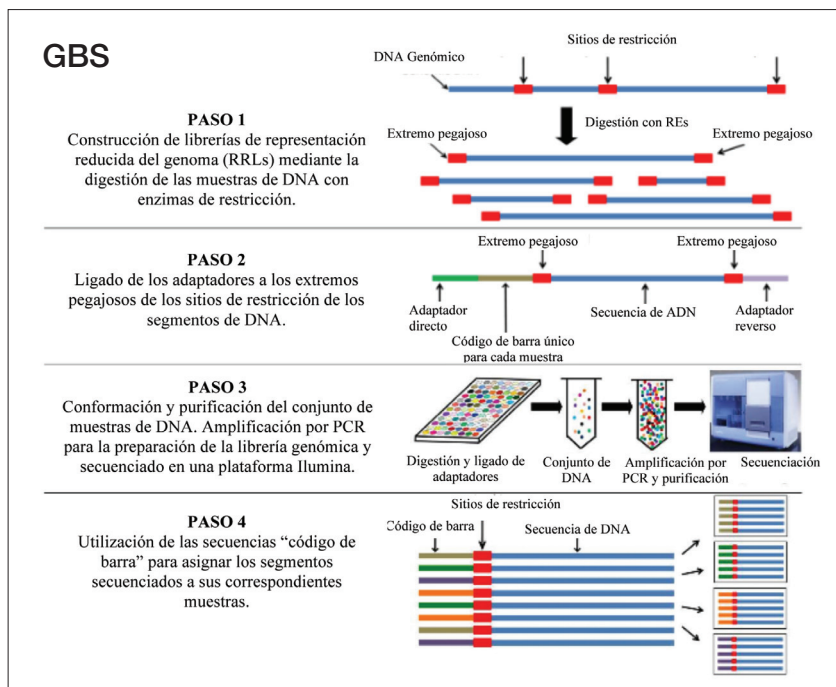 GBS
PASO 1
Construcción de librerías de representación
reducida del genoma (RRLs) mediante la
digestión de las muestras de DNA con
enzimas de restricción.
Sitios de restricción
DNA Genómico
Digestión con REs
Extremo pegajoso
Extremo pegajoso
PASO 2
Ligado de los adaptadores a los extremos
pegajosos de los sitios de restricción de los
segmentos de DNA.
Extremo pegajoso
Extremo pegajoso
Adaptador
directo
Código de barra único
para cada muestra
Secuencia de ADN
Adaptador
reverso
PASO 3
Conformación y purificación del conjunto de
muestras de DNA. Amplificación por PCR
para la preparación de la librería genómica y
secuenciado en una plataforma Ilumina.
Digestión y ligado de
adaptadores
Conjunto de
DNA
Amplificación por
PCR y purificación
Secuenciación
PASO 4
Utilización de las secuencias “código de
barra” para asignar los segmentos
secuenciados a sus correspondientes
muestras.
Sitios de restricción
Código de barra
Secuencia de DNA